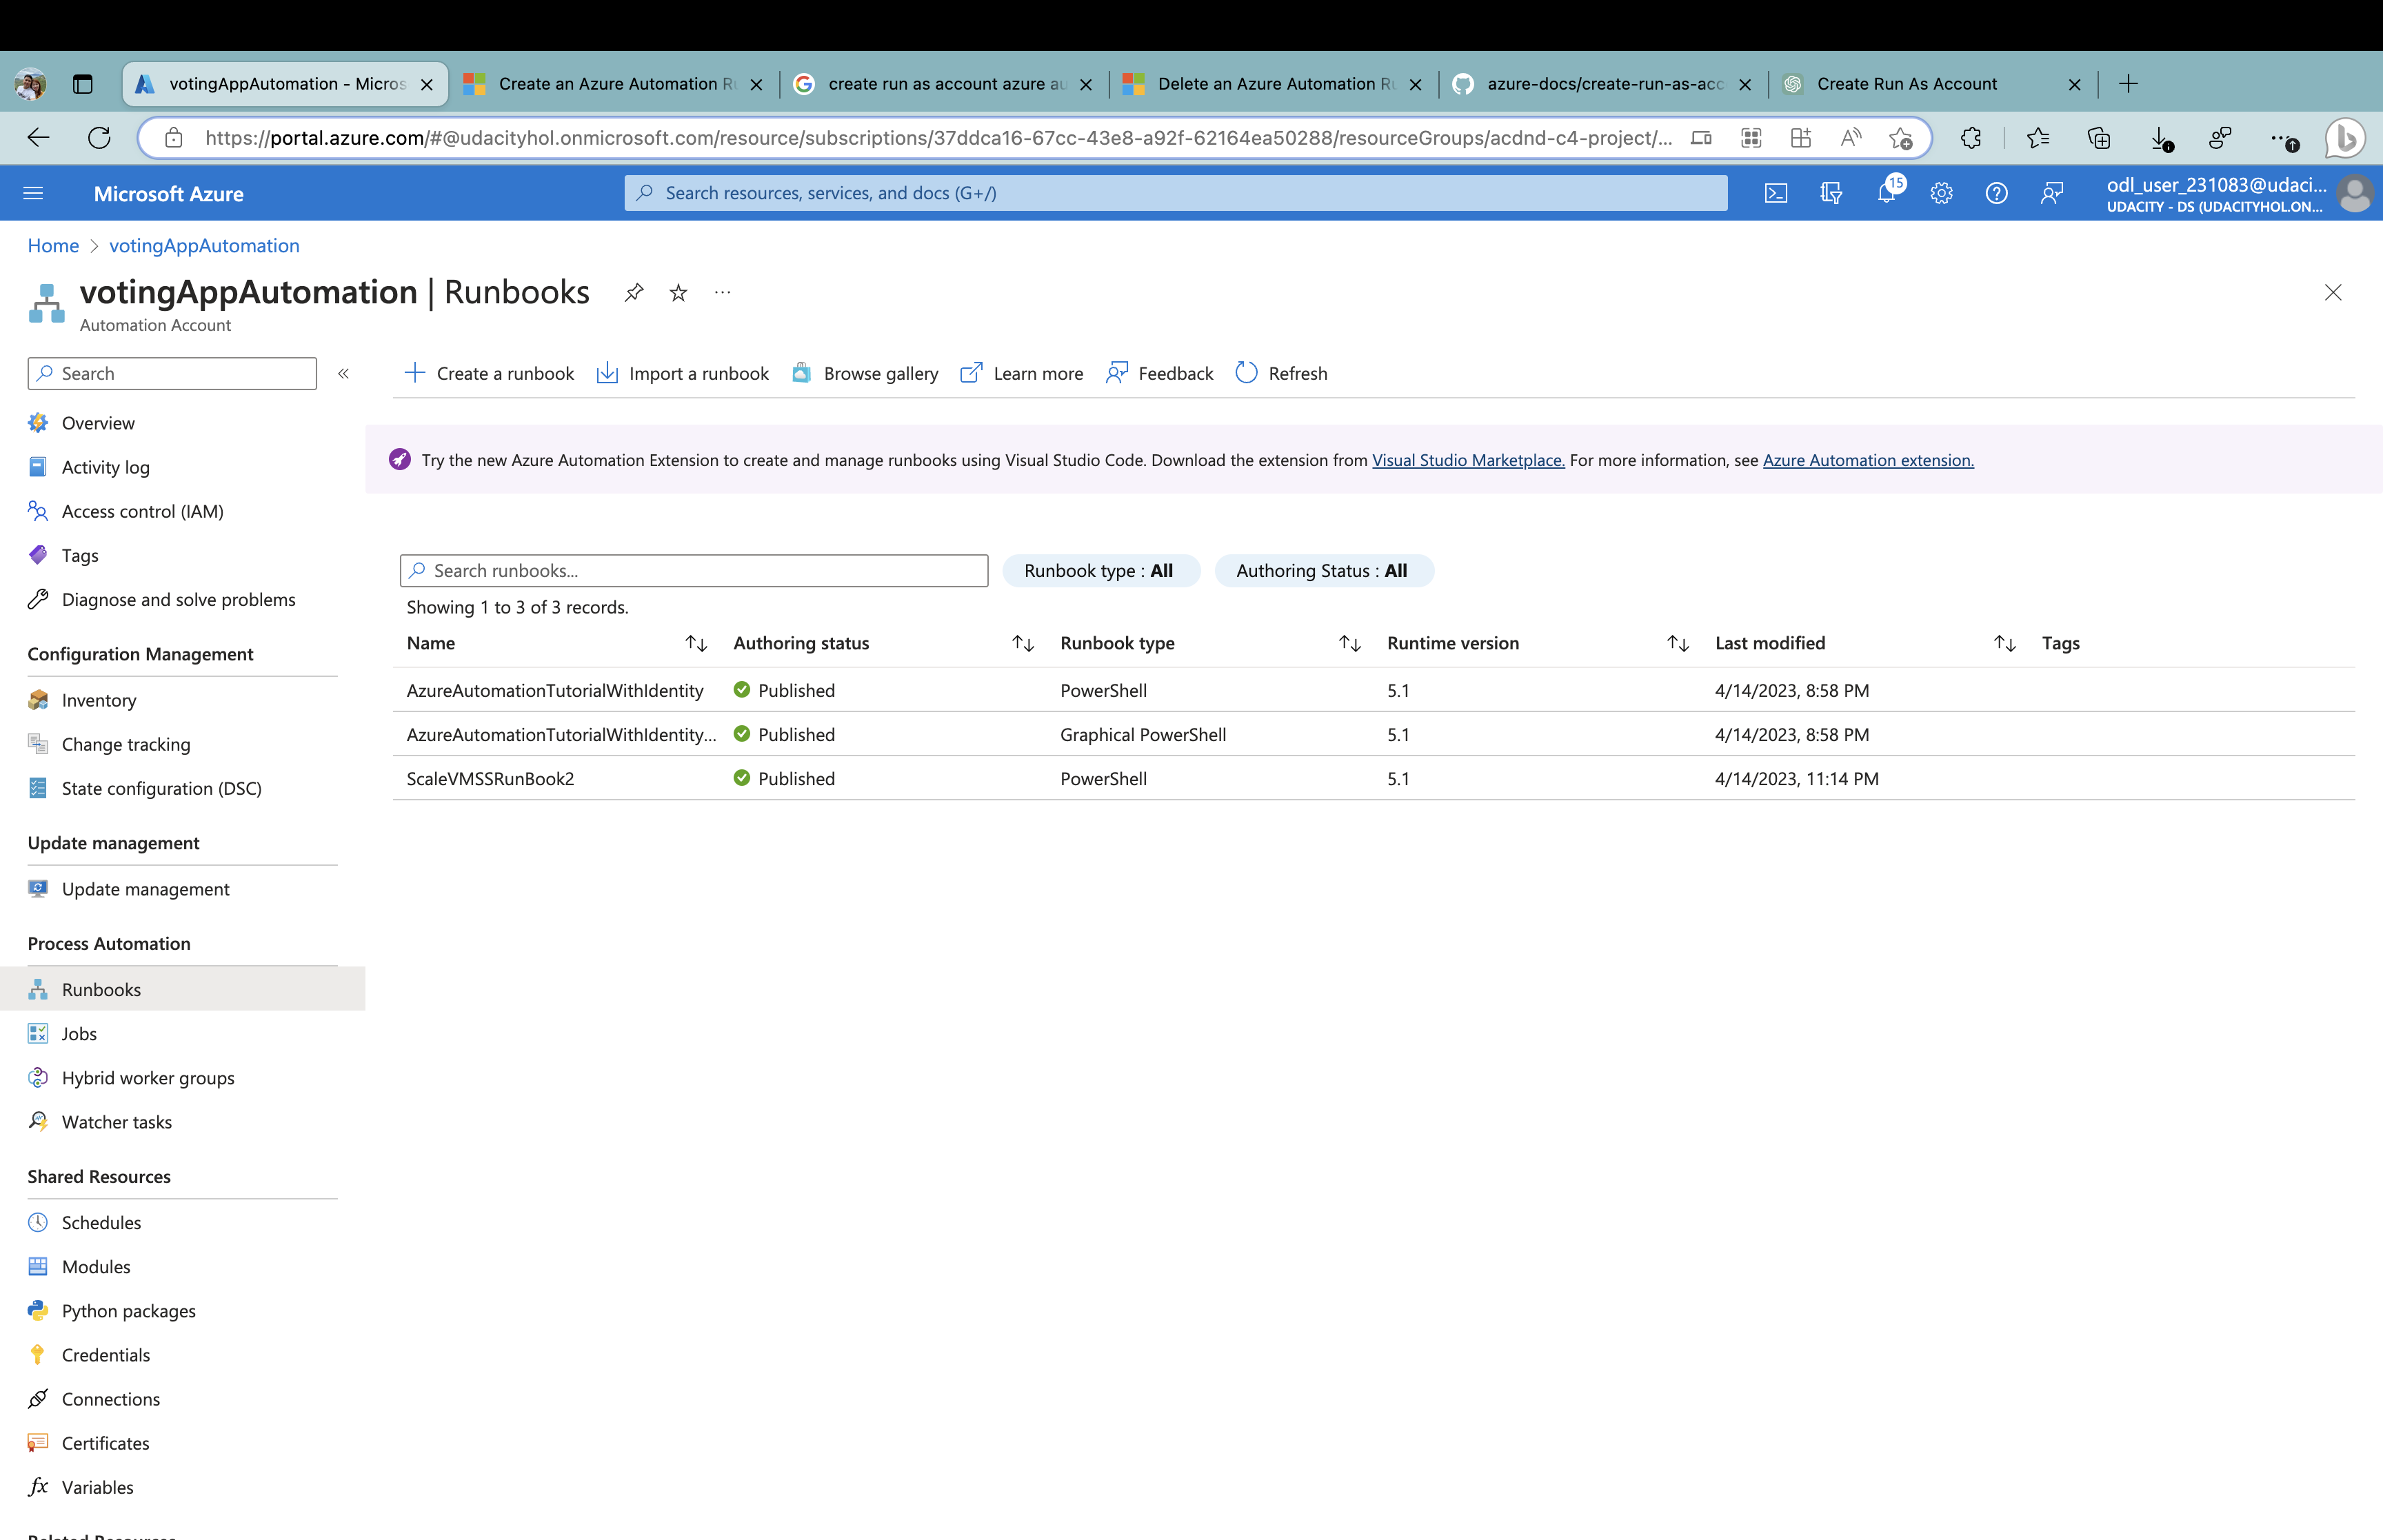 votingAppAutomation - Micros
Create an Azure Automation Ru
create run as account azure au
Delete an Azure Automation Ru
azure-docs/create-run-as-acc
Create Run As Account
https://portal.azure.com/#@udacityhol.onmicrosoft.com/resource/subscriptions/37ddca16-67cc-43e8-a92f-62164ea50288/resourceGroups/acdnd-c4-project/...
Microsoft Azure
Search resources, services, and docs (G+/)
15
odl_user_231083@udaci...
UDACITY - DS (UDACITYHOL.ON...
Home > votingAppAutomation
votingAppAutomation | Runbooks
Automation Account
Search
Create a runbook
Import a runbook
Browse gallery
Learn more
Feedback
Refresh
Try the new Azure Automation Extension to create and manage runbooks using Visual Studio Code. Download the extension from Visual Studio Marketplace. For more information, see Azure Automation extension.
Overview
Activity log
Access control (IAM)
Tags
Diagnose and solve problems
Configuration Management
Inventory
Change tracking
State configuration (DSC)
Update management
Update management
Process Automation
Runbooks
Jobs
Hybrid worker groups
Watcher tasks
Shared Resources
Schedules
Modules
Python packages
Credentials
Connections
Certificates
Variables
Related Resources
Search runbooks...
Runbook type : All
Authoring Status : All
Showing 1 to 3 of 3 records.
Name Authoring status Runbook type Runtime version Last modified Tags
AzureAutomationTutorialWithIdentity Published PowerShell 5.1 4/14/2023, 8:58 PM
AzureAutomationTutorialWithIdentity... Published Graphical PowerShell 5.1 4/14/2023, 8:58 PM
ScaleVMSSRunBook2 Published PowerShell 5.1 4/14/2023, 11:14 PM